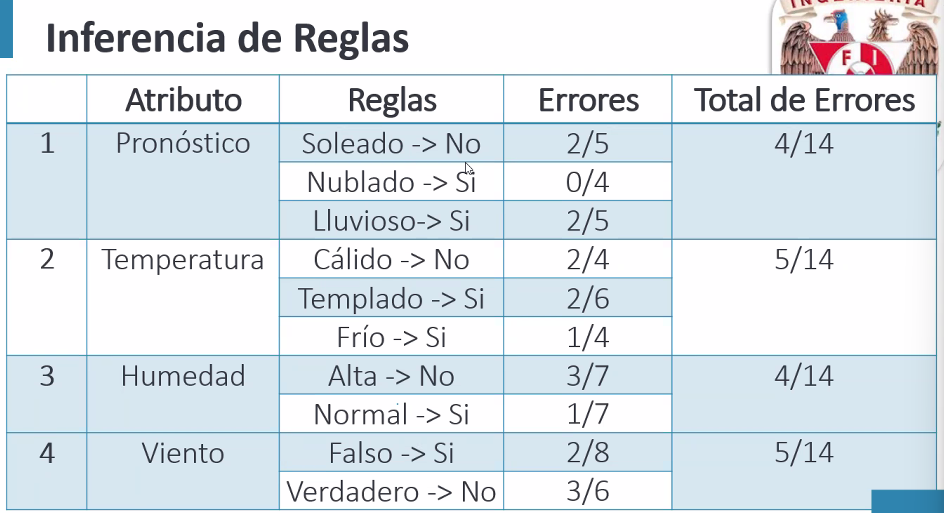 INGENIERIA
Inferencia de Reglas
F I
Atributo Reglas Errores Total de Errores
1 Pronóstico Soleado -> No 2/5 4/14
Nublado -> Si 0/4
Lluvioso-> Si 2/5
2 Temperatura Cálido -> No 2/4 5/14
Templado -> Si 2/6
Frío -> Si 1/4
3 Humedad Alta -> No 3/7 4/14
Normal -> Si 1/7
4 Viento Falso -> Si 2/8 5/14
Verdadero -> No 3/6